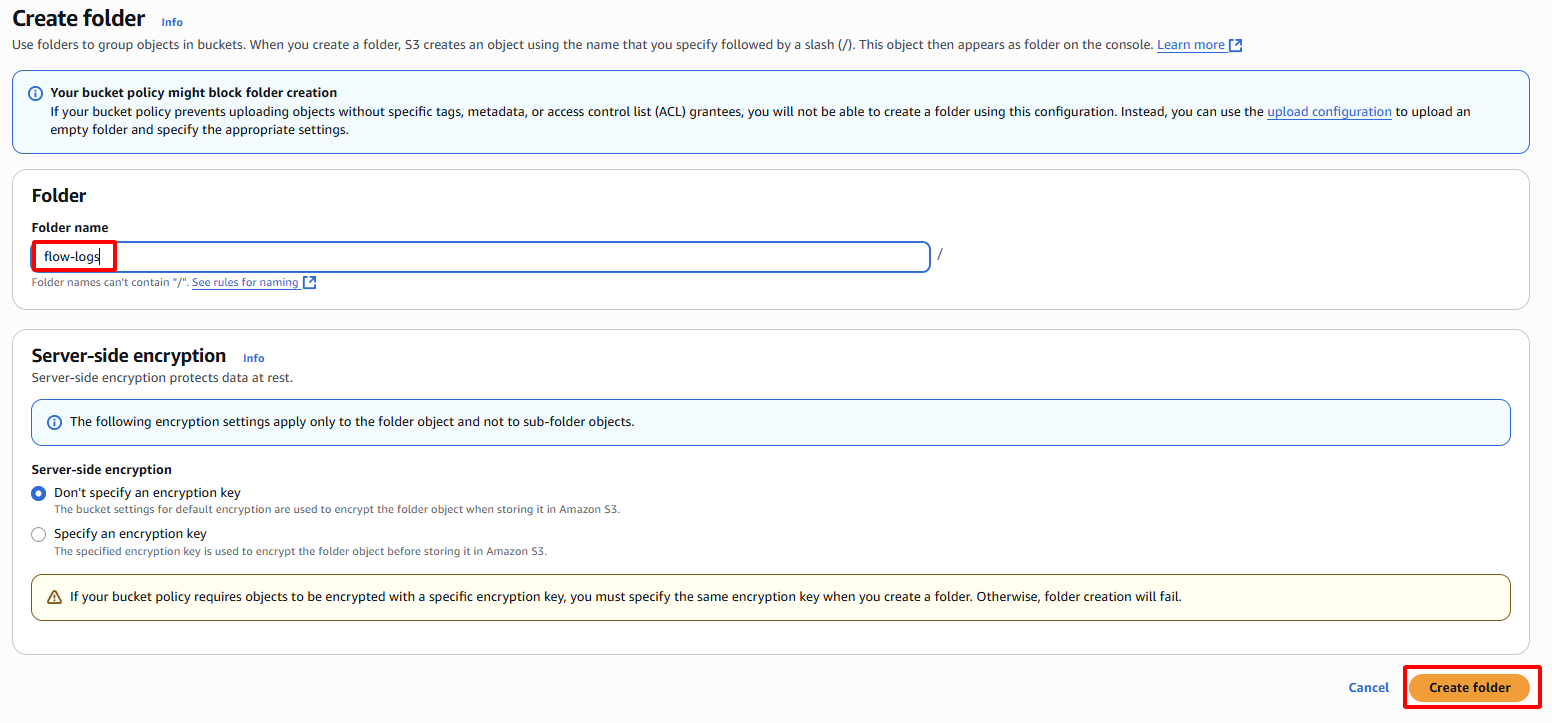 Create folder Info
Use folders to group objects in buckets. When you create a folder, S3 creates an object using the name that you specify followed by a slash (/). This object then appears as folder on the console. Learn more
Your bucket policy might block folder creation
If your bucket policy prevents uploading objects without specific tags, metadata, or access control list (ACL) grantees, you will not be able to create a folder using this configuration. Instead, you can use the upload configuration to upload an
empty folder and specify the appropriate settings.
Folder
Folder name
flow-logs /
Folder names can't contain "/". See rules for naming
Server-side encryption Info
Server-side encryption protects data at rest.
The following encryption settings apply only to the folder object and not to sub-folder objects.
Server-side encryption
Don't specify an encryption key
The bucket settings for default encryption are used to encrypt the folder object when storing it in Amazon S3.
Specify an encryption key
The specified encryption key is used to encrypt the folder object before storing it in Amazon S3.
If your bucket policy requires objects to be encrypted with a specific encryption key, you must specify the same encryption key when you create a folder. Otherwise, folder creation will fail.
Cancel Create folder